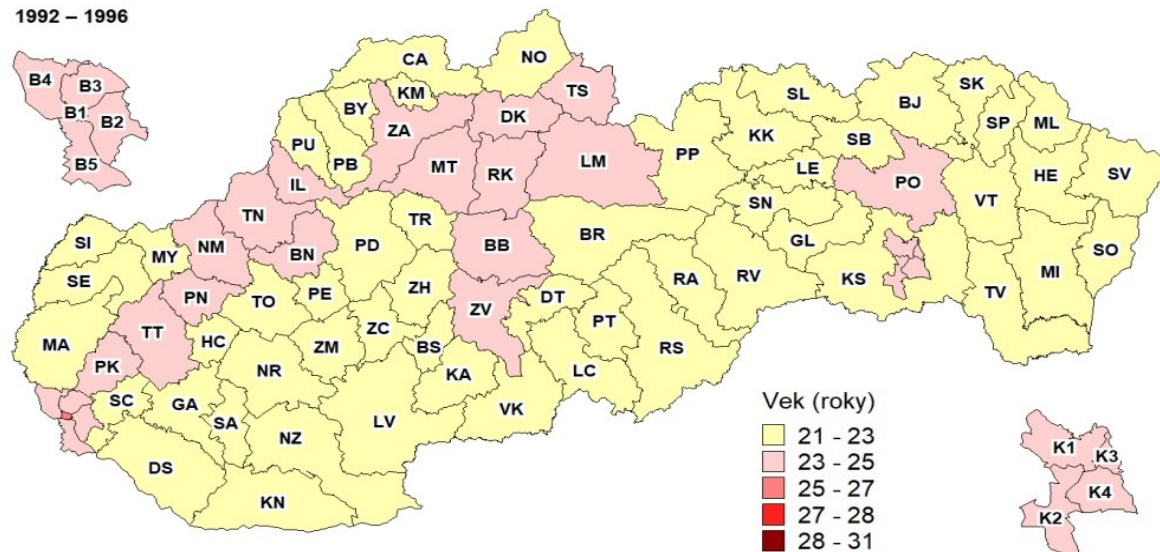 1992 – 1996
B4
B3
B1
B2
B5
CA
NO
KM
BY
TS
PU
ZA
DK
PB
MT
RK
LM
IL
TN
NM
BN
PD
TR
BB
BR
SI
MY
SE
PN
TO
PE
ZH
ZV
DT
MA
TT
HC
ZM
ZC
BS
PT
PK
NR
KA
LC
RS
SC
GA
SA
LV
VK
NZ
DS
KN
PP
SL
KK
BJ
SK
SP
ML
SB
LE
PO
HE
SV
SN
VT
GL
SO
RA
RV
KS
MI
TV
Vek (roky)
21 - 23
23 - 25
25 - 27
27 - 28
28 - 31
K1
K3
K4
K2